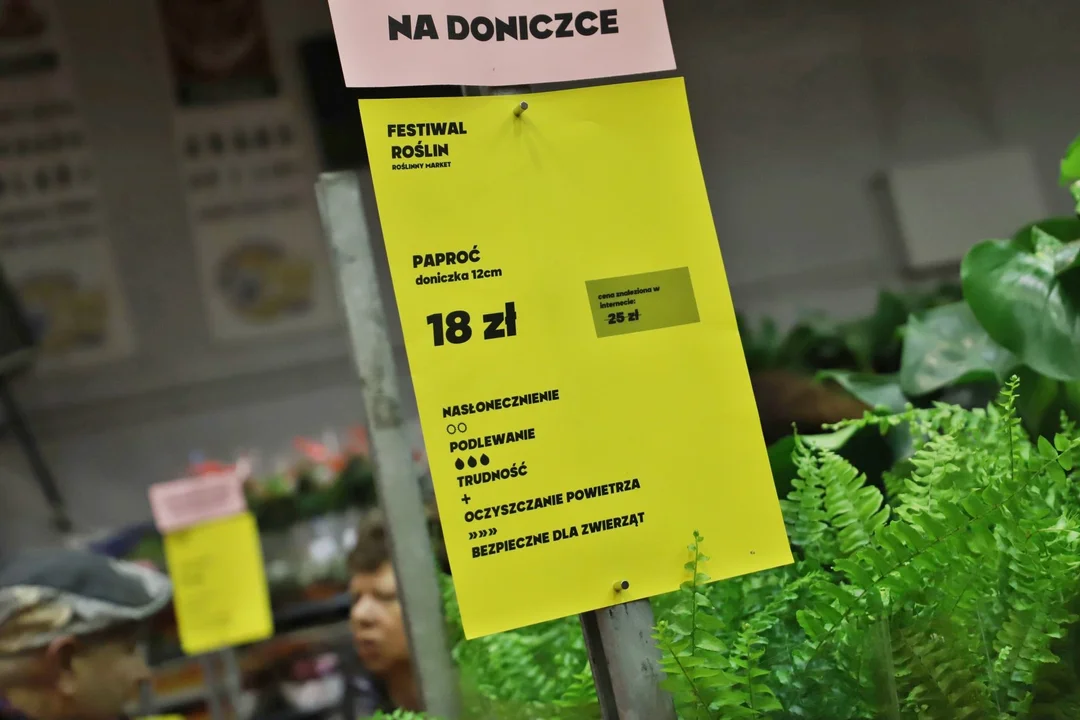 NA DONICZCE
FESTIWAL
ROŚLIN
ROŚLINNY MARKET
PAPROĆ
doniczka 12cm
18 zł
cena znaleziona w
internecie:
25 zł
NASŁONECZNIENIE
PODLEWANIE
TRUDNOŚĆ
+
OCZYSZCZANIE POWIETRZA
»»»
BEZPIECZNE DLA ZWIERZĄT